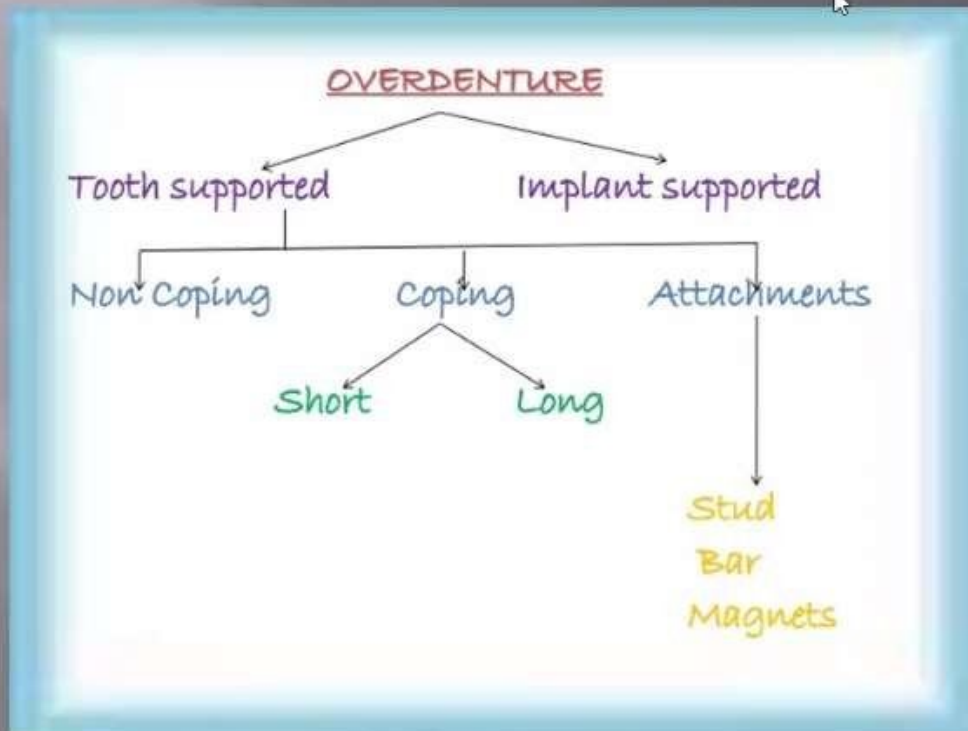 OVERDENTURE
Tooth supported Implant supported
Non Coping Coping Attachments
Short Long
Stud
Bar
Magnets